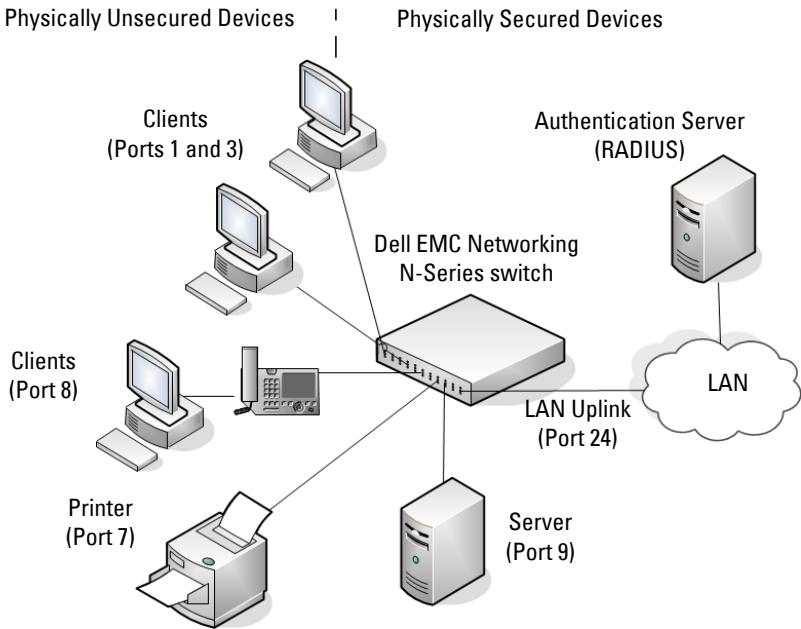 Physically Unsecured Devices
Physically Secured Devices
Clients
(Ports 1 and 3)
Authentication Server
(RADIUS)
Dell EMC Networking
N-Series switch
Clients
(Port 8)
LAN
LAN Uplink
(Port 24)
Printer
(Port 7)
Server
(Port 9)